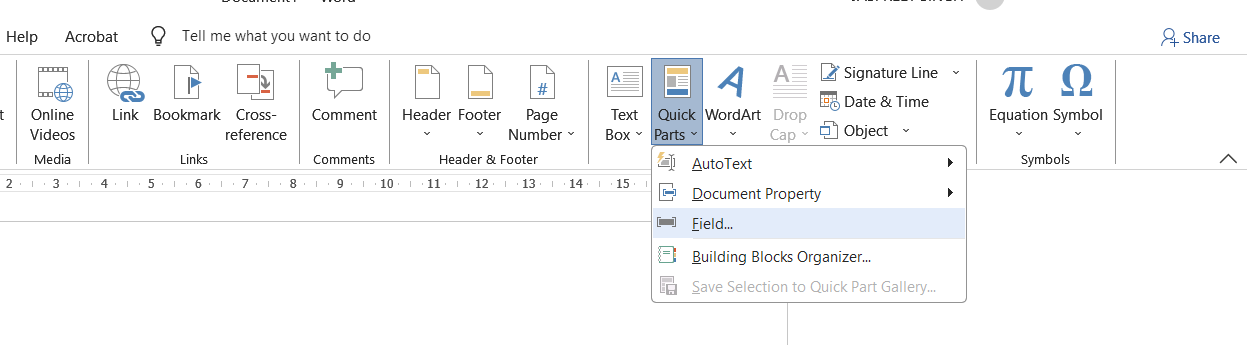 Help Acrobat Tell me what you want to do Share
Online Videos
Link
Bookmark
Cross-reference
Comment
Header
Footer
Page Number
Text Box
Quick Parts
WordArt
Drop Cap
Signature Line
Date & Time
Object
Equation
Symbol
Media Links Comments Header & Footer Symbols
2 3 4 5 6 7 8 9 10 11 12 13 14 15
AutoText
Document Property
Field...
Building Blocks Organizer...
Save Selection to Quick Part Gallery...